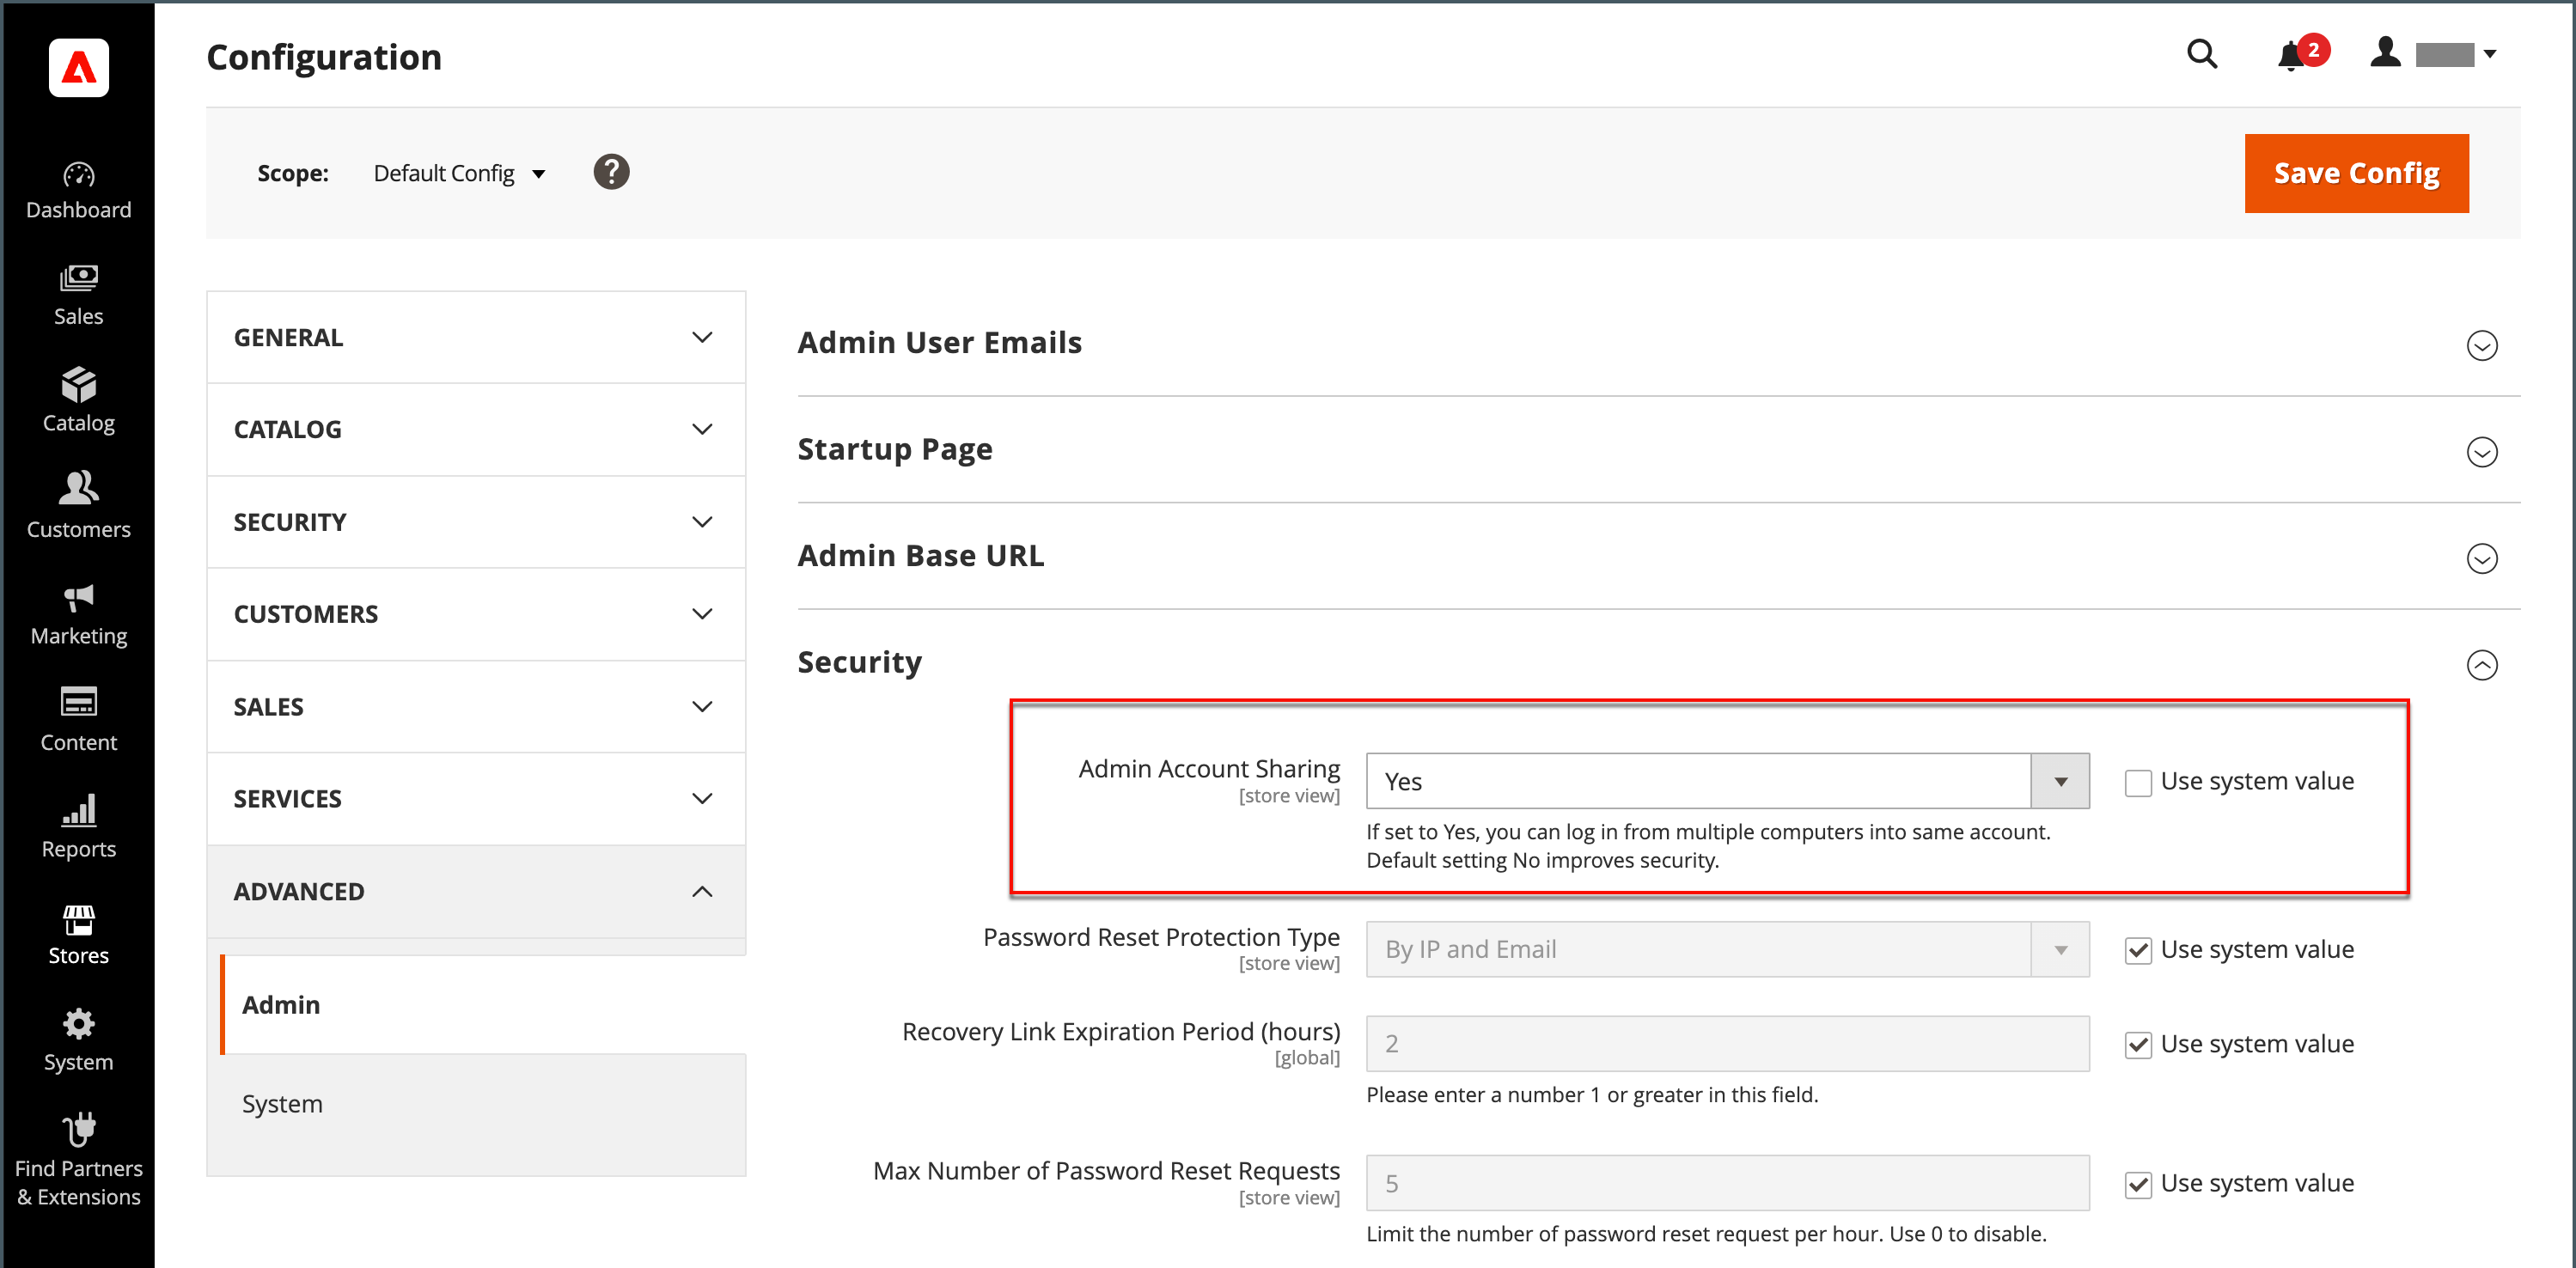 Configuration
2
Scope:
Default Config
?
Save Config
Dashboard
Sales
Catalog
Customers
Marketing
Content
Reports
Stores
System
Find Partners
& Extensions
GENERAL
CATALOG
SECURITY
CUSTOMERS
SALES
SERVICES
ADVANCED
Admin
System
Admin User Emails
Startup Page
Admin Base URL
Security
Admin Account Sharing
[store view]
Yes
Use system value
If set to Yes, you can log in from multiple computers into same account.
Default setting No improves security.
Password Reset Protection Type
[store view]
By IP and Email
Use system value
Recovery Link Expiration Period (hours)
[global]
2
Use system value
Please enter a number 1 or greater in this field.
Max Number of Password Reset Requests
[store view]
5
Use system value
Limit the number of password reset request per hour. Use 0 to disable.